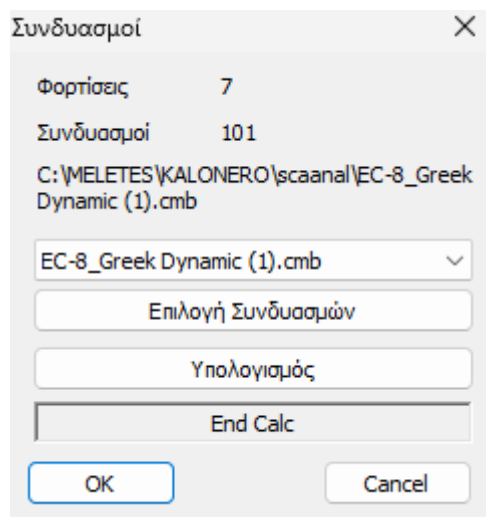 Συνδυασμοί
Φορτίσεις 7
Συνδυασμοί 101
C:\MELETES\KALONERO\scaanal\EC-8_Greek
Dynamic (1).cmb
EC-8_Greek Dynamic (1).cmb
Επιλογή Συνδυασμών
Υπολογισμός
End Calc
OK Cancel